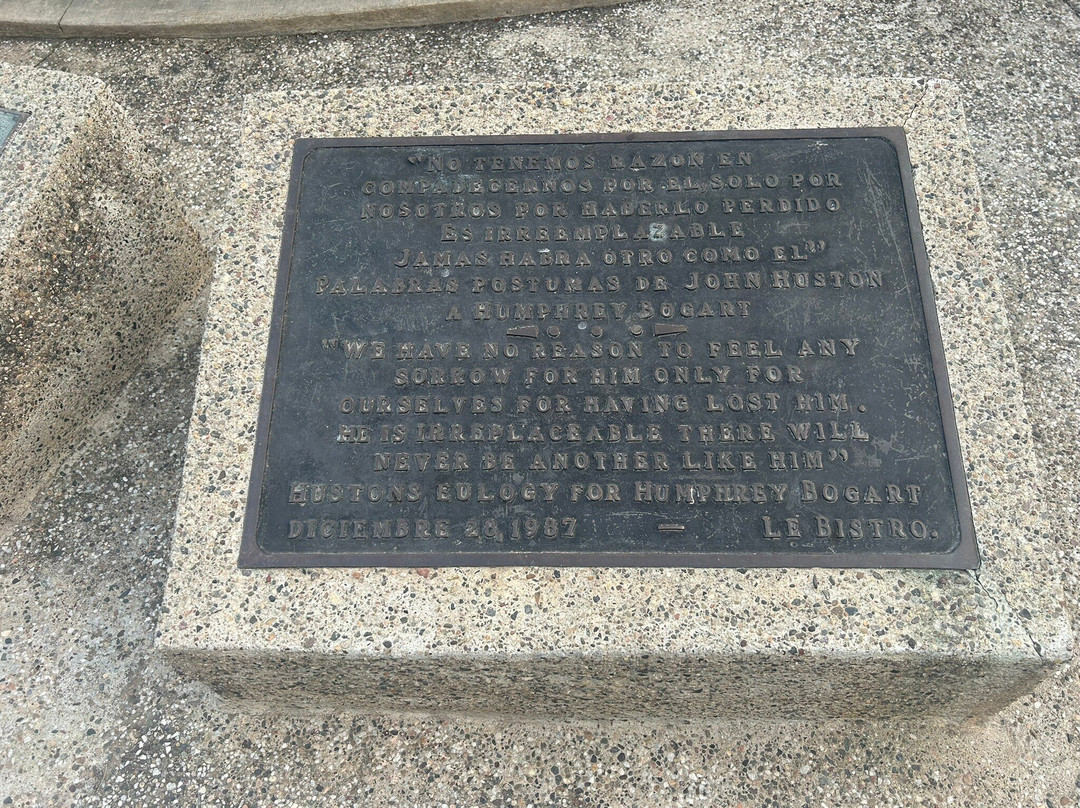 "No tenemos razon en
compadecernos por el, solo por
nosotros por haberlo perdido
Es irreemplazable
Jamas habra otro como el"
palabras postumas de John Huston
a Humphrey Bogart
"We have no reason to feel any
sorrow for him only for
ourselves for having lost him.
He is irreplaceable there will
never be another like him"
Hustons eulogy for Humphrey Bogart
diciembre 28, 1987 — Le Bistro.